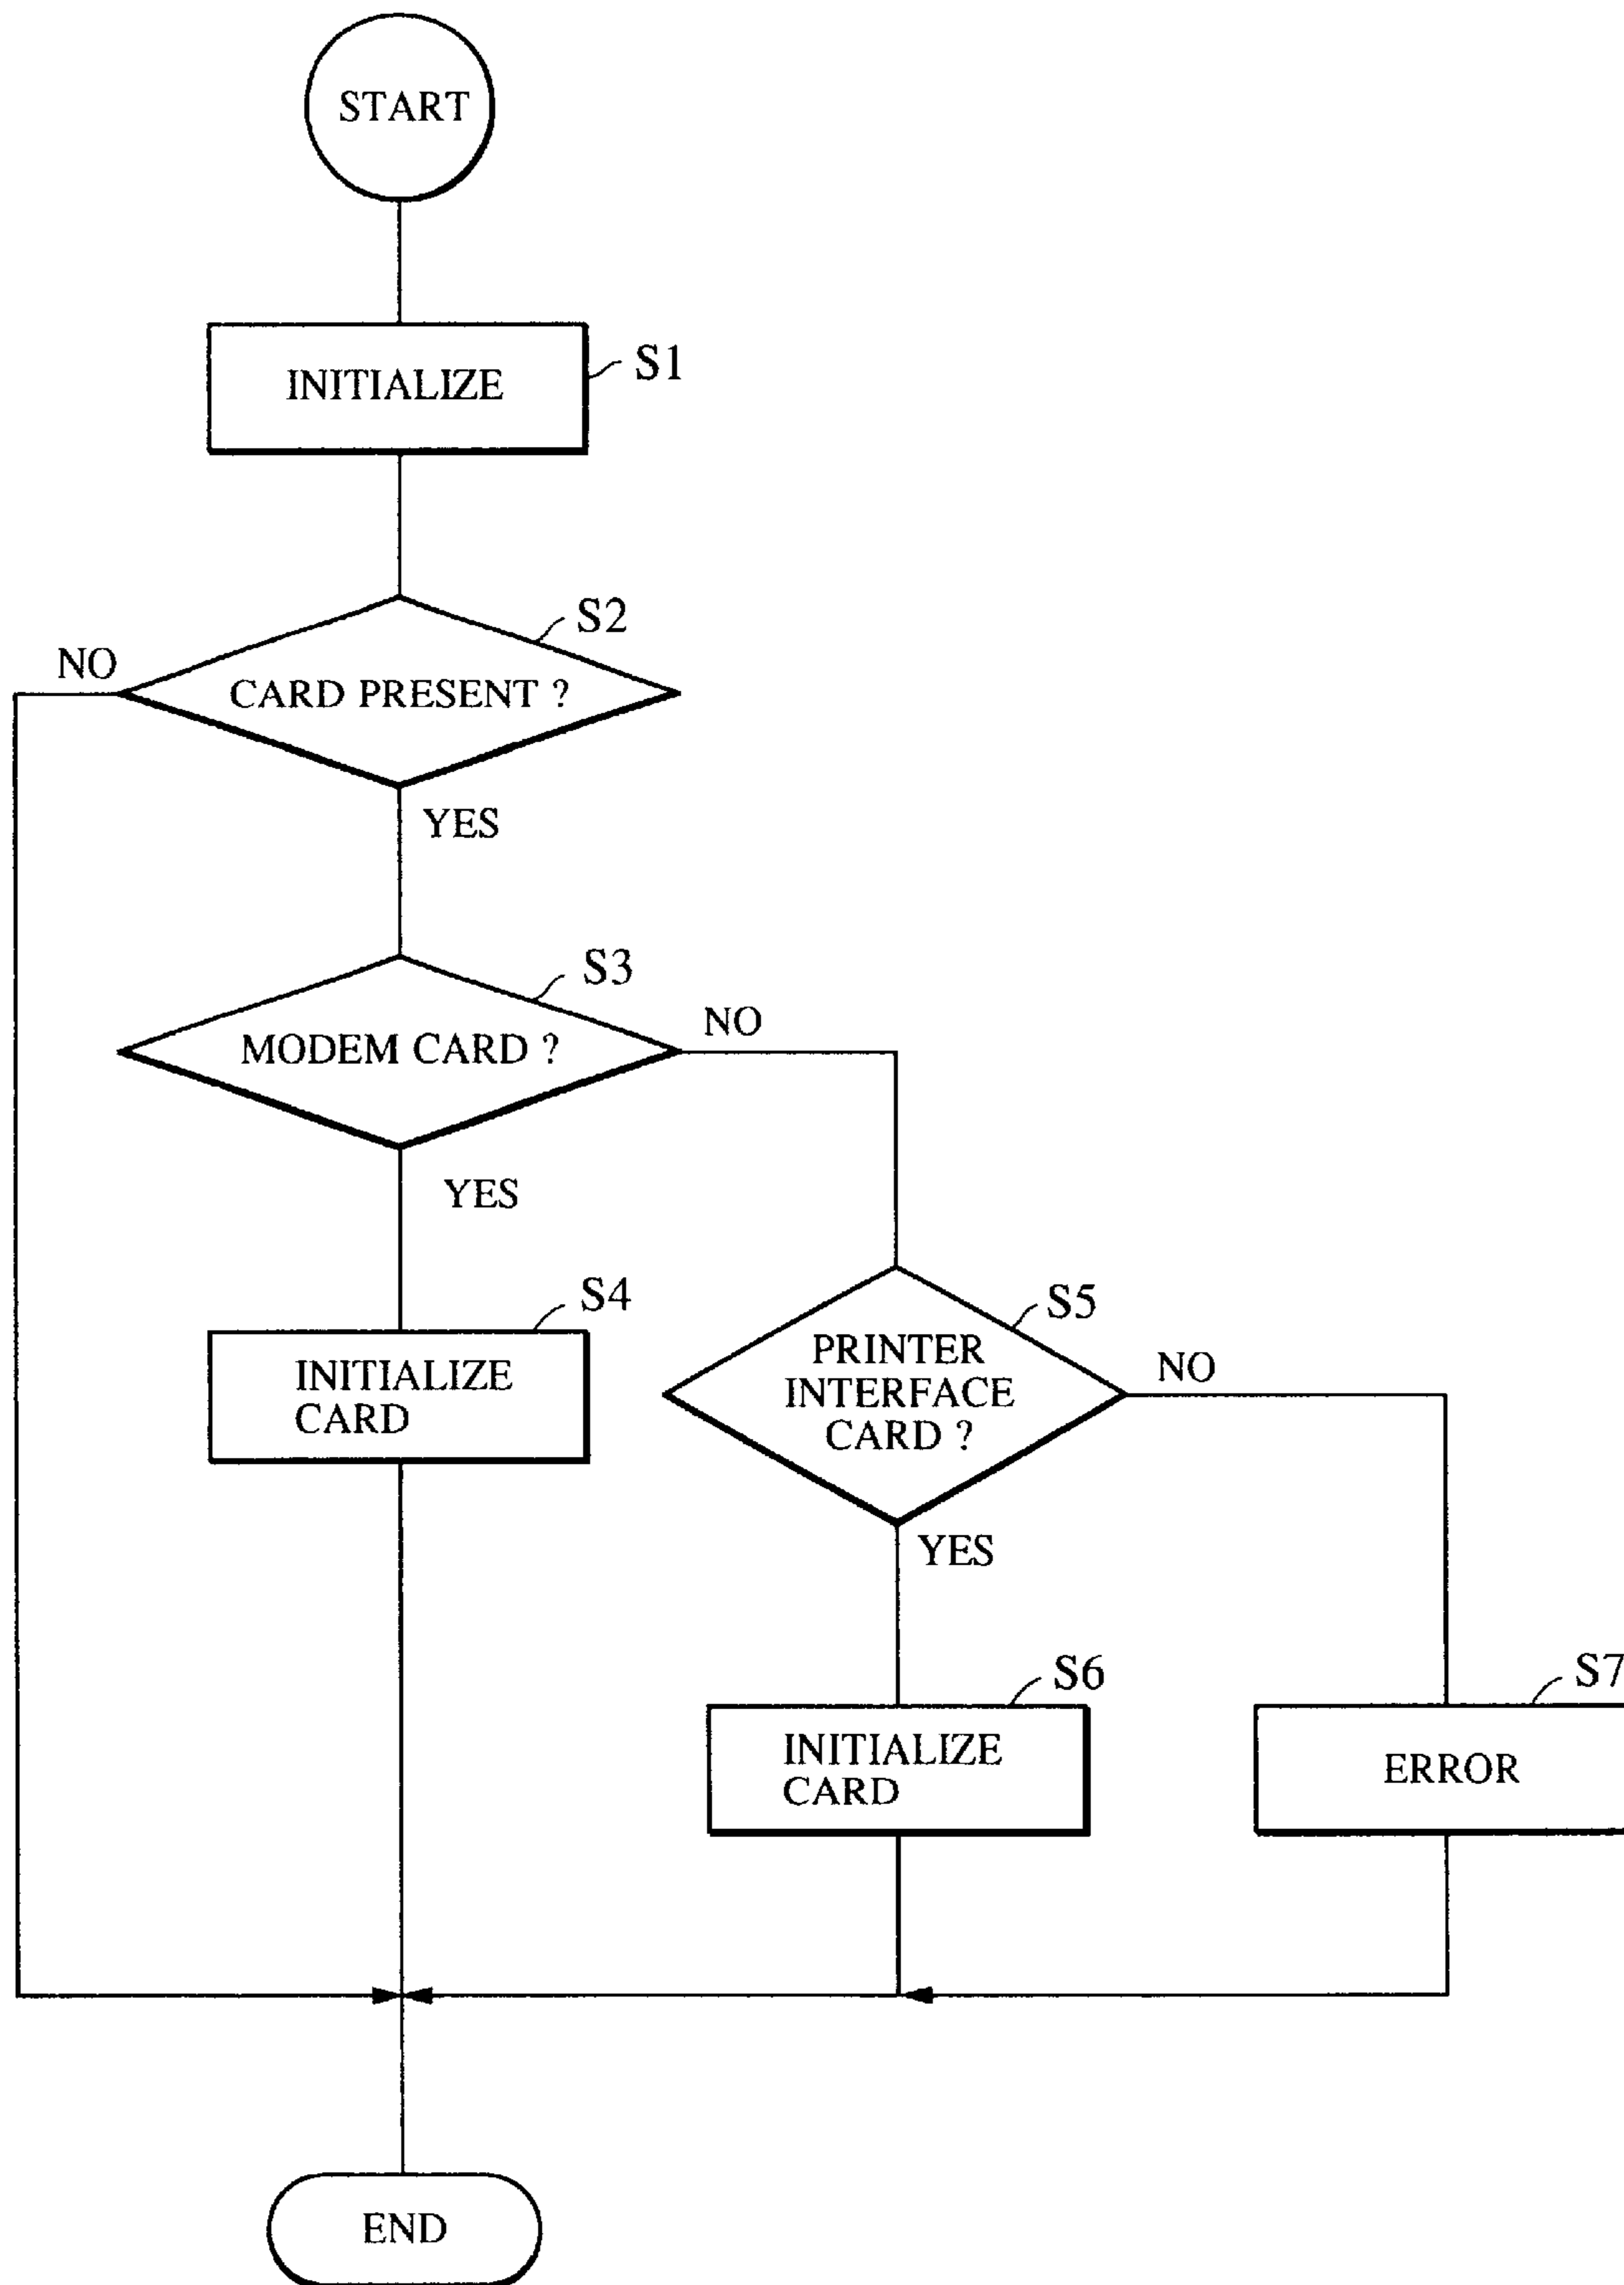 START
INITIALIZE
S1
S2
NO
CARD PRESENT ?
YES
S3
NO
MODEM CARD ?
YES
S4
INITIALIZE
CARD
S5
PRINTER
INTERFACE
CARD ?
NO
YES
S6
INITIALIZE
CARD
S7
ERROR
END